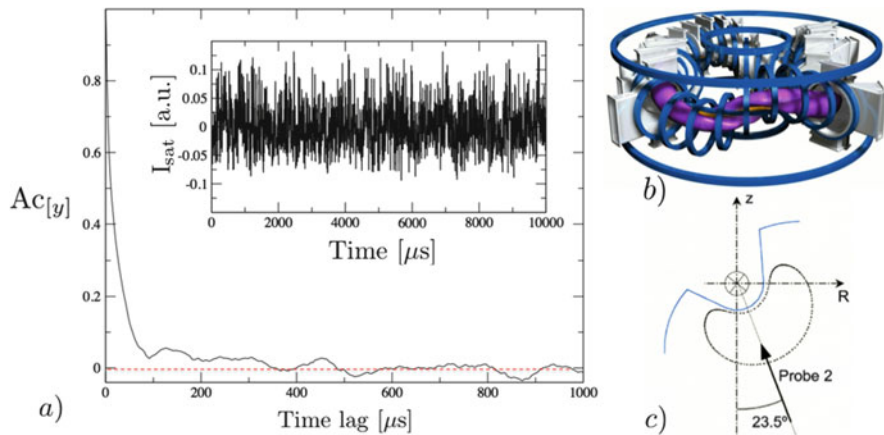 0.8
0.6
Ac[y]
0.4
0.2
0
0 200 400 600 800 1000
Time lag [μs]
a)
0.1
0.05
0
-0.05
-0.1
I_sat [a.u.]
0 2000 4000 6000 8000 10000
Time [μs]
b)
z
R
Probe 2
23.5°
c)